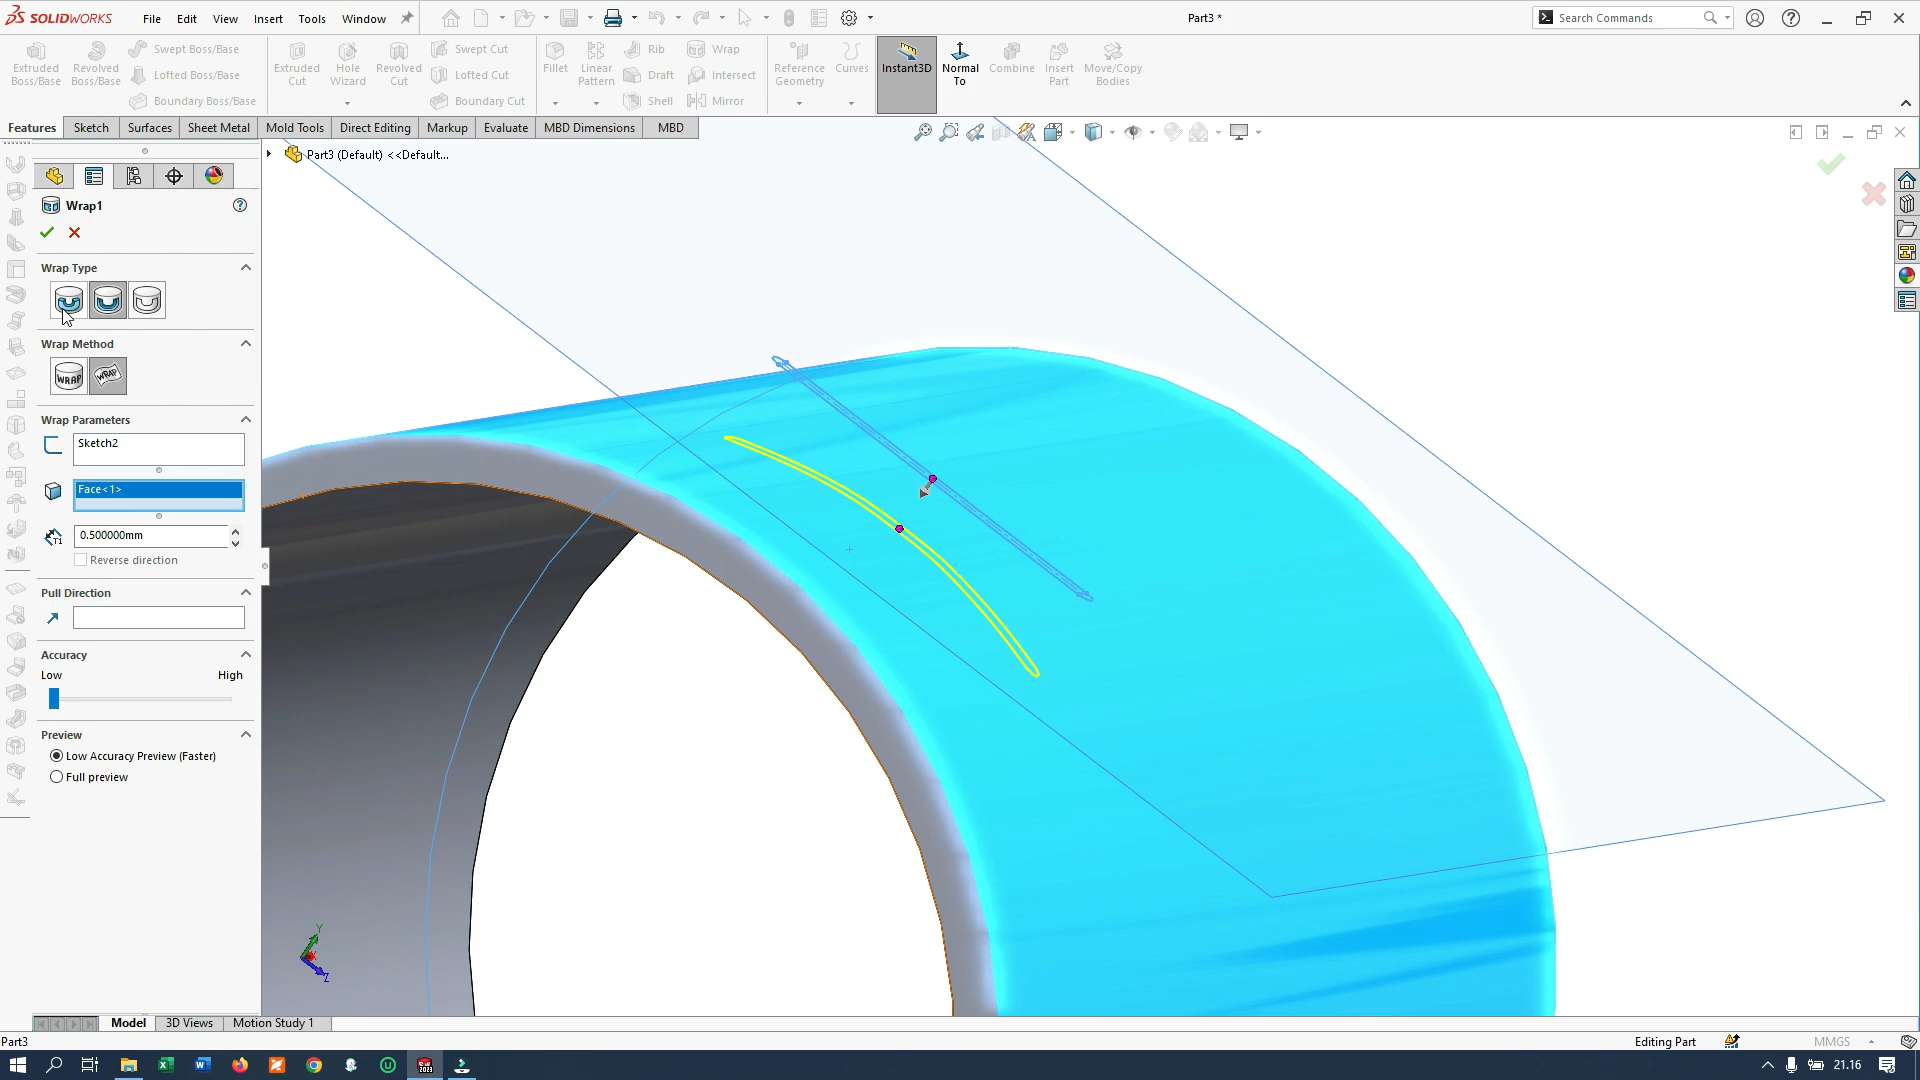 SOLIDWORKS File Edit View Insert Tools Window
Part3 *
Search Commands
Extruded Boss/Base
Revolved Boss/Base
Swept Boss/Base
Lofted Boss/Base
Boundary Boss/Base
Extruded Cut
Hole Wizard
Revolved Cut
Swept Cut
Lofted Cut
Boundary Cut
Fillet
Linear Pattern
Rib
Draft
Shell
Wrap
Intersect
Mirror
Reference Geometry
Curves
Instant3D
Normal To
Combine
Insert Part
Move/Copy Bodies
Features Sketch Surfaces Sheet Metal Mold Tools Direct Editing Markup Evaluate MBD Dimensions MBD
Part3 (Default) <<Default...
Wrap1
Wrap Type
Wrap Method
WRAP
WRAP
Wrap Parameters
Sketch2
Face<1>
0.500000mm
Reverse direction
Pull Direction
Accuracy
Low High
Preview
Low Accuracy Preview (Faster)
Full preview
Y
Z
Model 3D Views Motion Study 1
Part3
Editing Part
MMGS
21.16